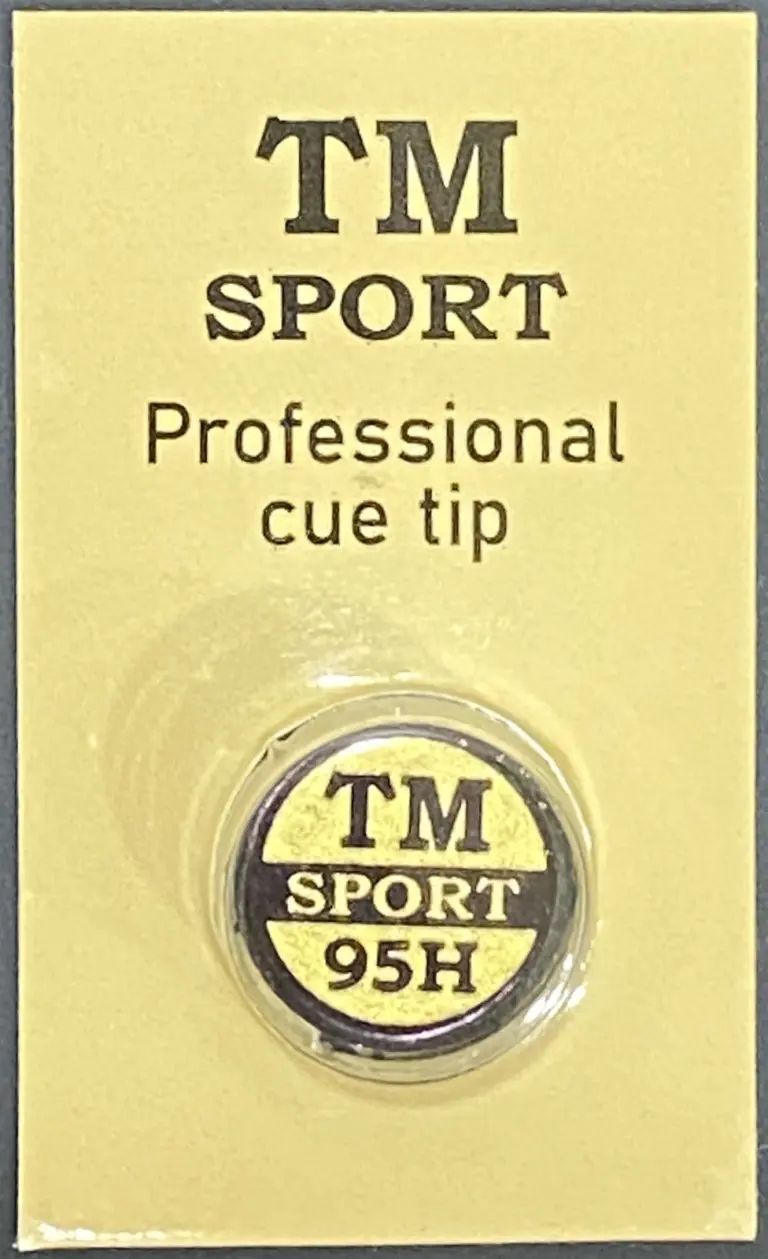 TM
SPORT
Professional
cue tip
TM
SPORT
95H